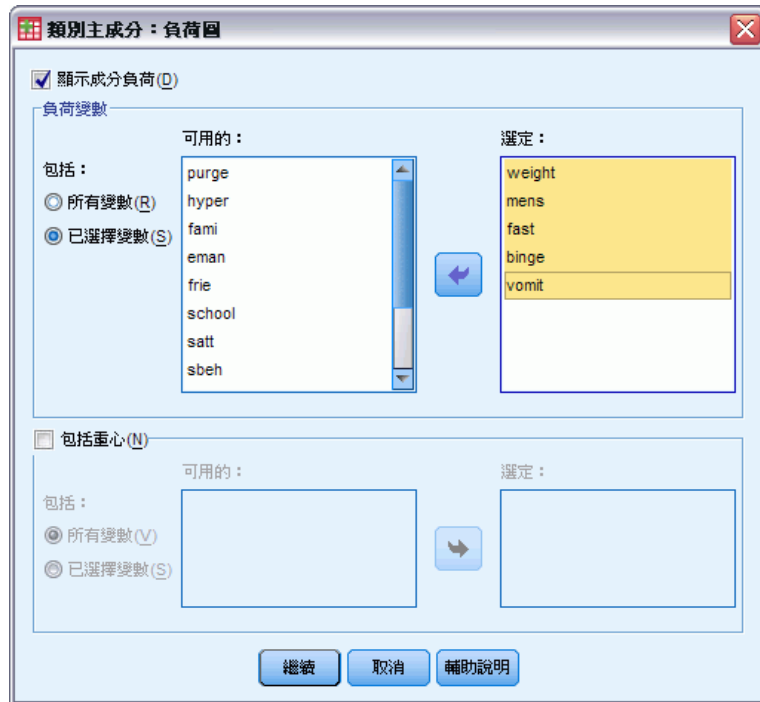 類別主成分：負荷圖
顯示成分負荷(D)
負荷變數
可用的：
選定：
包括：
所有變數(R)
已選擇變數(S)
purge
hyper
fami
eman
frie
school
satt
sbeh
weight
mens
fast
binge
vomit
包括重心(N)
可用的：
選定：
包括：
所有變數(V)
已選擇變數(S)
繼續
取消
輔助說明